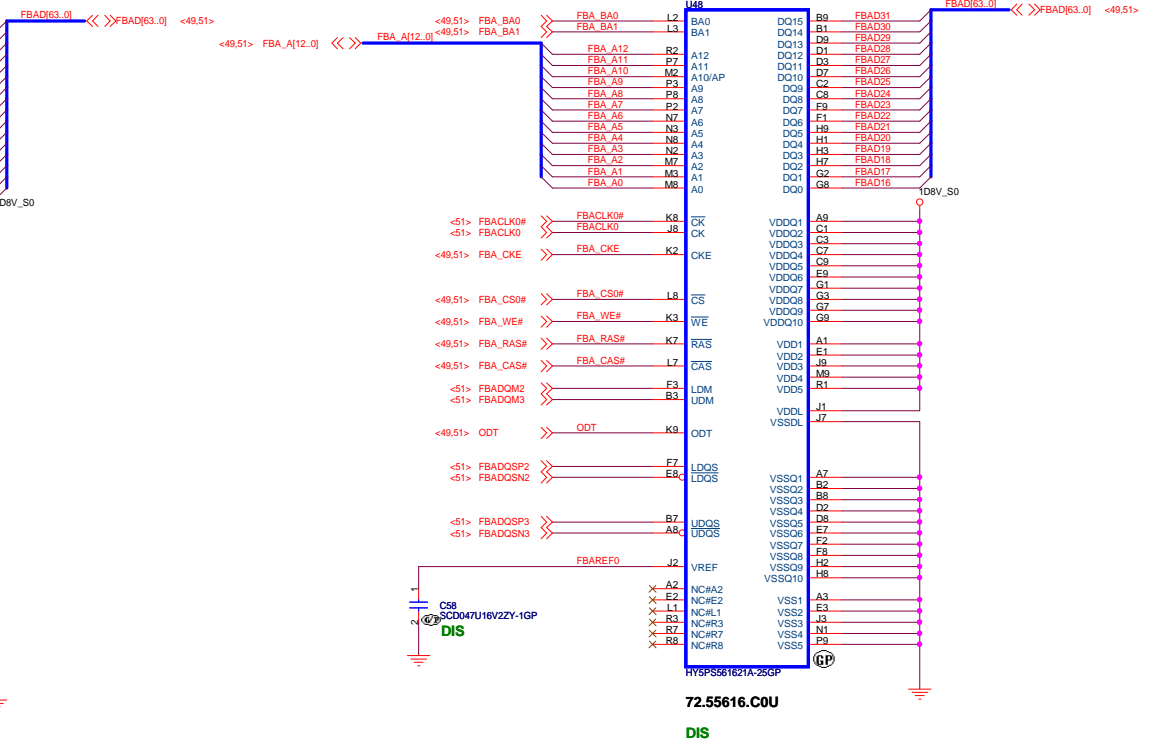 FBAD[63..0]
FBAD[63..0] <49,51>
1D8V_S0
<49,51> FBA_A[12..0]
FBA_A[12..0]
<49,51> FBA_BA0
<49,51> FBA_BA1
FBA_BA0
FBA_BA1
FBA_A12
FBA_A11
FBA_A10
FBA_A9
FBA_A8
FBA_A7
FBA_A6
FBA_A5
FBA_A4
FBA_A3
FBA_A2
FBA_A1
FBA_A0
<51> FBACLK0# FBACLK0#
<51> FBACLK0 FBACLK0
<49,51> FBA_CKE FBA_CKE
<49,51> FBA_CS0# FBA_CS0#
<49,51> FBA_WE# FBA_WE#
<49,51> FBA_RAS# FBA_RAS#
<49,51> FBA_CAS# FBA_CAS#
<51> FBADQM2
<51> FBADQM3
<49,51> ODT ODT
<51> FBADQSP2
<51> FBADQSN2
<51> FBADQSP3
<51> FBADQSN3
FBAREF0
1
2
C58
SCD047U16V2ZY-1GP
DIS
U48
L2 BA0
L3 BA1
R2 A12
P7 A11
M2 A10/AP
P3 A9
P8 A8
P2 A7
N7 A6
N3 A5
N8 A4
N2 A3
M7 A2
M3 A1
M8 A0
K8 CK
J8 CK
K2 CKE
L8 CS
K3 WE
K7 RAS
L7 CAS
F3 LDM
B3 UDM
K9 ODT
F7 LDQS
E8 LDQS
B7 UDQS
A8 UDQS
J2 VREF
A2 NC#A2
E2 NC#E2
L1 NC#L1
R3 NC#R3
R7 NC#R7
R8 NC#R8
DQ15 B9 FBAD31
DQ14 B1 FBAD30
DQ13 D9 FBAD29
DQ12 D1 FBAD28
DQ11 D3 FBAD27
DQ10 D7 FBAD26
DQ9 C2 FBAD25
DQ8 C8 FBAD24
DQ7 F9 FBAD23
DQ6 F1 FBAD22
DQ5 H9 FBAD21
DQ4 H1 FBAD20
DQ3 H3 FBAD19
DQ2 H7 FBAD18
DQ1 G2 FBAD17
DQ0 G8 FBAD16
VDDQ1 A9
VDDQ2 C1
VDDQ3 C3
VDDQ4 C7
VDDQ5 C9
VDDQ6 E9
VDDQ7 G1
VDDQ8 G3
VDDQ9 G7
VDDQ10 G9
VDD1 A1
VDD2 E1
VDD3 J9
VDD4 M9
VDD5 R1
VDDL J1
VSSDL J7
VSSQ1 A7
VSSQ2 B2
VSSQ3 B8
VSSQ4 D2
VSSQ5 D8
VSSQ6 E7
VSSQ7 F2
VSSQ8 F8
VSSQ9 H2
VSSQ10 H8
VSS1 A3
VSS2 E3
VSS3 J3
VSS4 N1
VSS5 P9
GP
HY5PS561621A-25GP
72.55616.C0U
DIS
FBAD[63..0]
FBAD[63..0] <49,51>
1D8V_S0